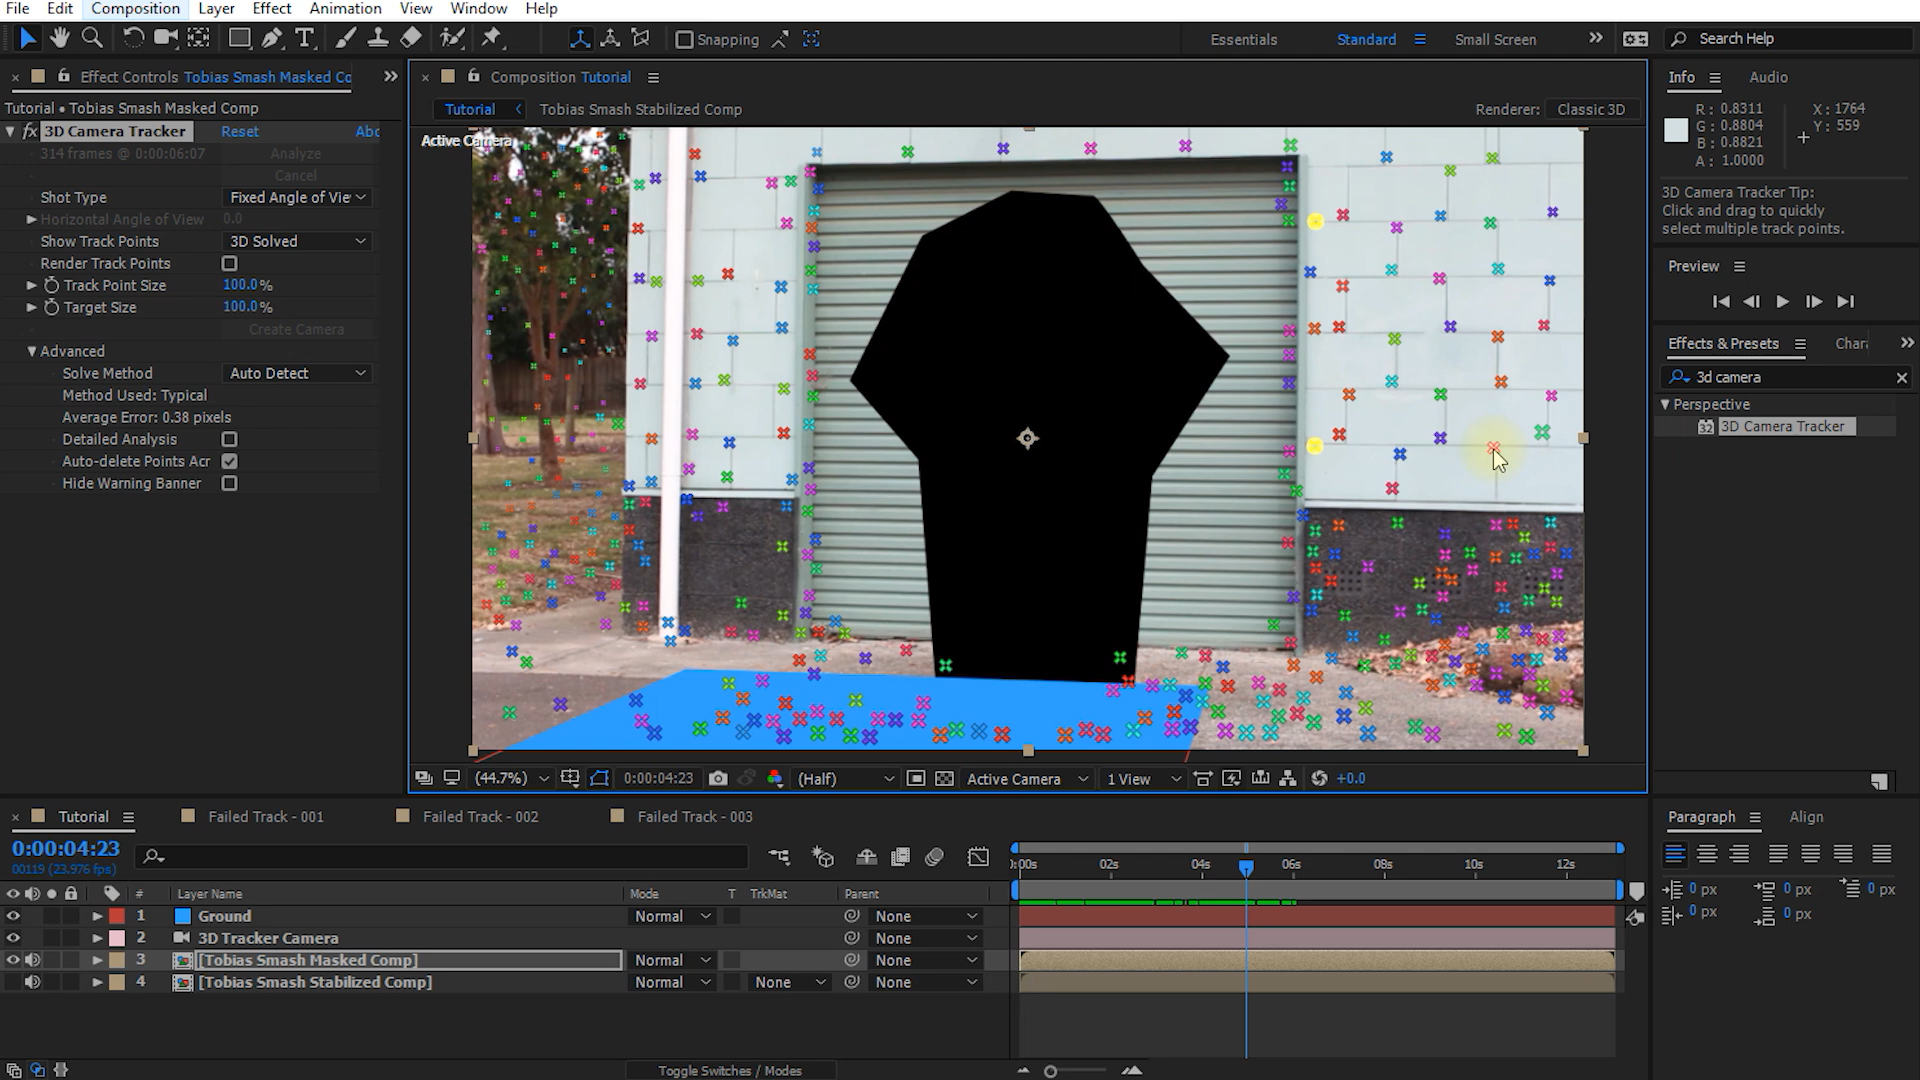 File Edit Composition Layer Effect Animation View Window Help
Snapping
Essentials Standard Small Screen Search Help
Effect Controls Tobias Smash Masked Co
Tutorial • Tobias Smash Masked Comp
fx 3D Camera Tracker Reset Abc
314 frames @ 0:00:06:07 Analyze
Cancel
Shot Type Fixed Angle of Vie
Horizontal Angle of View 0.0
Show Track Points 3D Solved
Render Track Points
Track Point Size 100.0%
Target Size 100.0%
Create Camera
Advanced
Solve Method Auto Detect
Method Used: Typical
Average Error: 0.38 pixels
Detailed Analysis
Auto-delete Points Acr
Hide Warning Banner
Composition Tutorial
Tutorial Tobias Smash Stabilized Comp Renderer: Classic 3D
Active Camera
(44.7%) 0:00:04:23 (Half) Active Camera 1 View +0.0
Info Audio
R: 0.8311 X: 1764
G: 0.8804 Y: 559
B: 0.8821
A: 1.0000
3D Camera Tracker Tip:
Click and drag to quickly
select multiple track points.
Preview
Effects & Presets Chara
3d camera
Perspective
32 3D Camera Tracker
Tutorial Failed Track - 001 Failed Track - 002 Failed Track - 003
0:00:04:23
00119 (23.976 fps)
# Layer Name Mode T TrkMat Parent
1 Ground Normal None
2 3D Tracker Camera None
3 [Tobias Smash Masked Comp] Normal None
4 [Tobias Smash Stabilized Comp] Normal None None
Toggle Switches / Modes
:00s 02s 04s 06s 08s 10s 12s
Paragraph Align
0 px 0 px 0 px
0 px 0 px